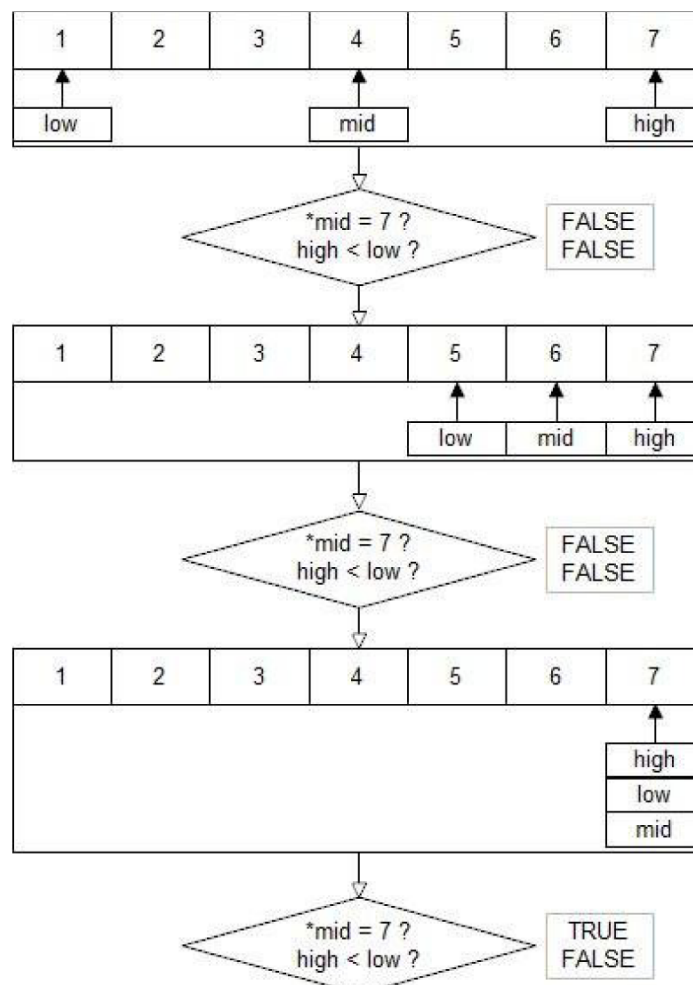 1 2 3 4 5 6 7
low mid high
*mid = 7 ?
high < low ?
FALSE
FALSE
1 2 3 4 5 6 7
low mid high
*mid = 7 ?
high < low ?
FALSE
FALSE
1 2 3 4 5 6 7
high
low
mid
*mid = 7 ?
high < low ?
TRUE
FALSE